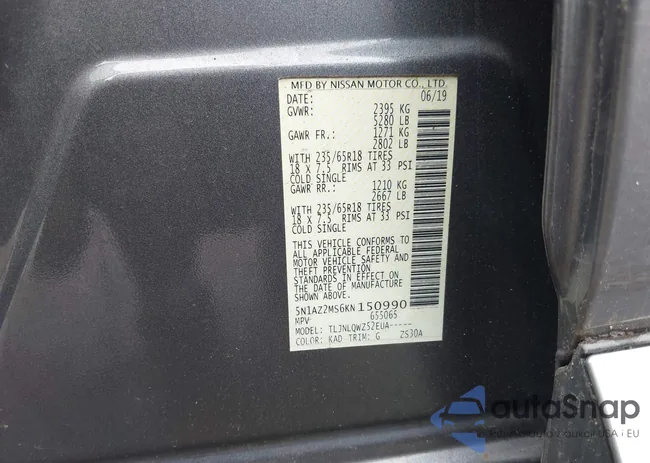 MFD BY NISSAN MOTOR CO., LTD.
DATE: 06/19
GVWR: 2395 KG
5280 LB
GAWR FR.: 1271 KG
2802 LB
WITH 235/65R18 TIRES
18 X 7.5 RIMS AT 33 PSI
COLD SINGLE
GAWR RR.: 1210 KG
2667 LB
WITH 235/65R18 TIRES
18 X 7.5 RIMS AT 33 PSI
COLD SINGLE
THIS VEHICLE CONFORMS TO
ALL APPLICABLE FEDERAL
MOTOR VEHICLE SAFETY AND
THEFT PREVENTION
STANDARDS IN EFFECT ON
THE DATE OF MANUFACTURE
SHOWN ABOVE.
5N1AZ2MS6KN150990
MPV 655065
MODEL: TLJNLQWZ52EUA-----
COLOR: KAD TRIM: G ZS30A
autoSnap
USA i EU